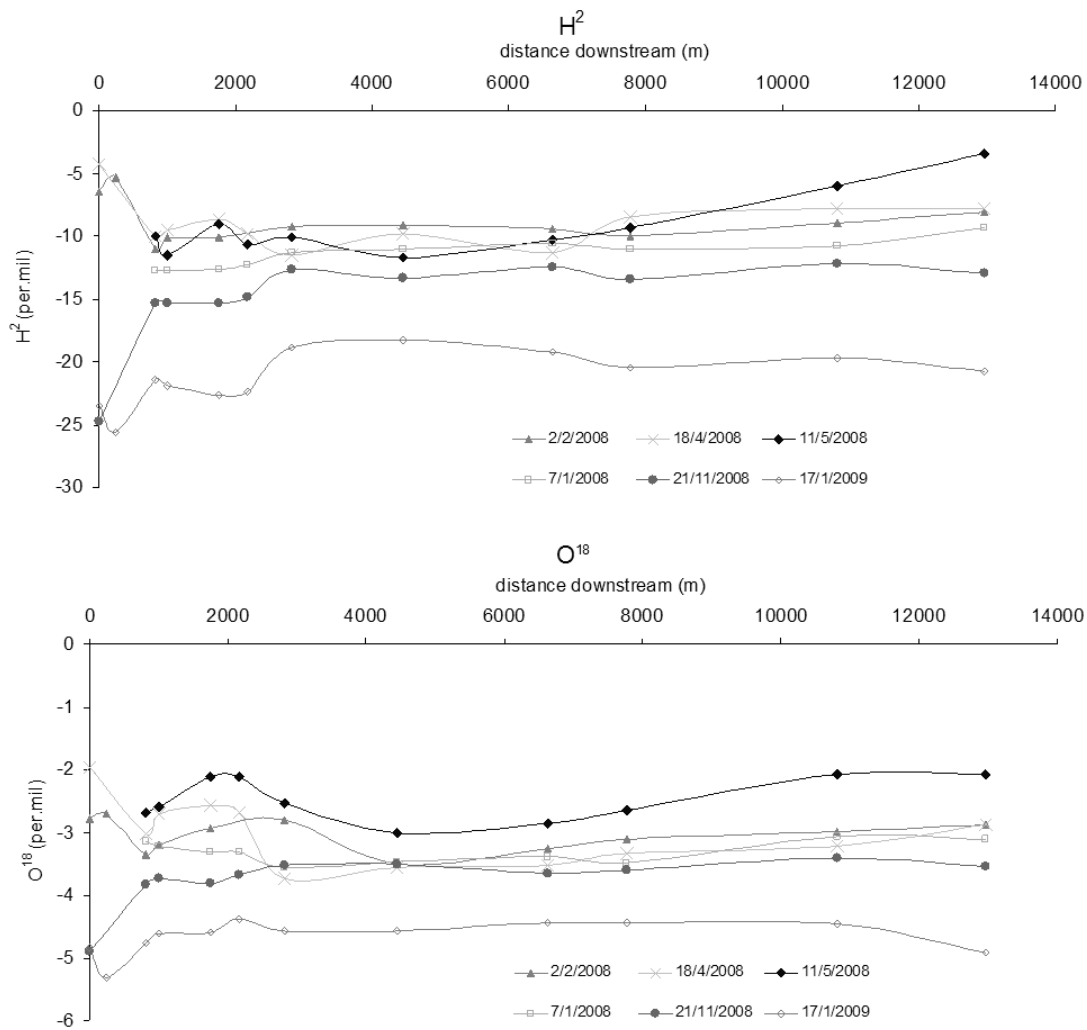 H²
distance downstream (m)
0 2000 4000 6000 8000 10000 12000 14000
0
-5
-10
-15
-20
-25
-30
H² (per.mil)
2/2/2008 18/4/2008 11/5/2008
7/1/2008 21/11/2008 17/1/2009
O¹⁸
distance downstream (m)
0 2000 4000 6000 8000 10000 12000 14000
0
-1
-2
-3
-4
-5
-6
O¹⁸ (per.mil)
2/2/2008 18/4/2008 11/5/2008
7/1/2008 21/11/2008 17/1/2009